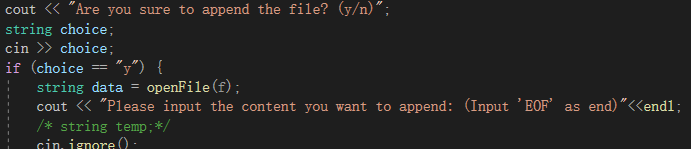 cout << "Are you sure to append the file? (y/n)";
string choice;
cin >> choice;
if (choice == "y") {
string data = openFile(f);
cout << "Please input the content you want to append: (Input 'EOF' as end)"<<endl;
/* string temp;*/
cin.ignore();